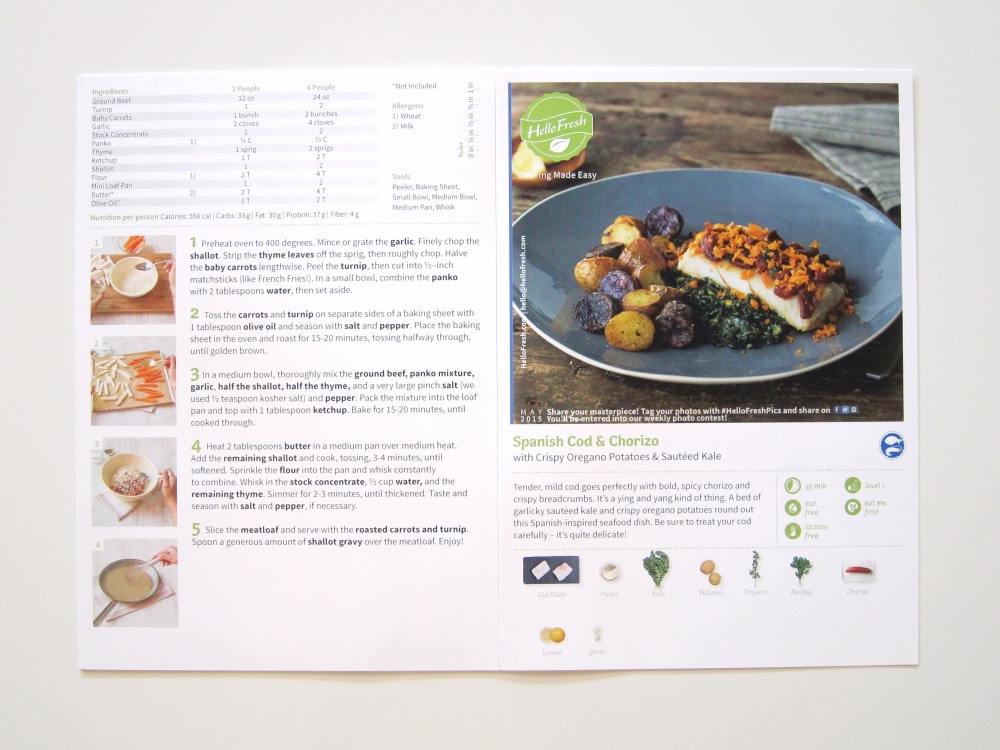 Ingredients 2 People 4 People
Ground Beef 12 oz 24 oz
Turnip 1 2
Baby Carrots 1 bunch 2 bunches
Garlic 2 cloves 4 cloves
Stock Concentrate 1 2
Panko 1) ¼ C ½ C
Thyme 1 sprig 2 sprigs
Ketchup 1 T 2 T
Shallot 1 2
Flour 1) 2 T 4 T
Mini Loaf Pan 1 2
Butter* 2) 2 T 4 T
Olive Oil* 1 T 2 T
*Not Included
Allergens
1) Wheat
2) Milk
Tools
Peeler, Baking Sheet,
Small Bowl, Medium Bowl,
Medium Pan, Whisk
Ruler
0 in ¼ in ½ in ¾ in 1 in
Nutrition per person Calories: 556 cal | Carbs: 33 g | Fat: 30 g | Protein: 37 g | Fiber: 4 g
1
2
3
4
1 Preheat oven to 400 degrees. Mince or grate the garlic. Finely chop the
shallot. Strip the thyme leaves off the sprig, then roughly chop. Halve
the baby carrots lengthwise. Peel the turnip, then cut into ½-inch
matchsticks (like French Fries!). In a small bowl, combine the panko
with 2 tablespoons water, then set aside.
2 Toss the carrots and turnip on separate sides of a baking sheet with
1 tablespoon olive oil and season with salt and pepper. Place the baking
sheet in the oven and roast for 15-20 minutes, tossing halfway through,
until golden brown.
3 In a medium bowl, thoroughly mix the ground beef, panko mixture,
garlic, half the shallot, half the thyme, and a very large pinch salt (we
used ½ teaspoon kosher salt) and pepper. Pack the mixture into the loaf
pan and top with 1 tablespoon ketchup. Bake for 15-20 minutes, until
cooked through.
4 Heat 2 tablespoons butter in a medium pan over medium heat.
Add the remaining shallot and cook, tossing, 3-4 minutes, until
softened. Sprinkle the flour into the pan and whisk constantly
to combine. Whisk in the stock concentrate, ½ cup water, and the
remaining thyme. Simmer for 2-3 minutes, until thickened. Taste and
season with salt and pepper, if necessary.
5 Slice the meatloaf and serve with the roasted carrots and turnip.
Spoon a generous amount of shallot gravy over the meatloaf. Enjoy!
HelloFresh
Cooking Made Easy
HelloFresh.com | hello@hellofresh.com
MAY
2015
Share your masterpiece! Tag your photos with #HelloFreshPics and share on
You'll be entered into our weekly photo contest!
Spanish Cod & Chorizo
with Crispy Oregano Potatoes & Sautéed Kale
Tender, mild cod goes perfectly with bold, spicy chorizo and
crispy breadcrumbs. It's a ying and yang kind of thing. A bed of
garlicky sautéed kale and crispy oregano potatoes round out
this Spanish-inspired seafood dish. Be sure to treat your cod
carefully – it's quite delicate!
35 min
level 1
nut
free
eat me
first
lactose
free
Cod Fillets
Panko
Kale
Potatoes
Oregano
Parsley
Chorizo
Lemon
Garlic